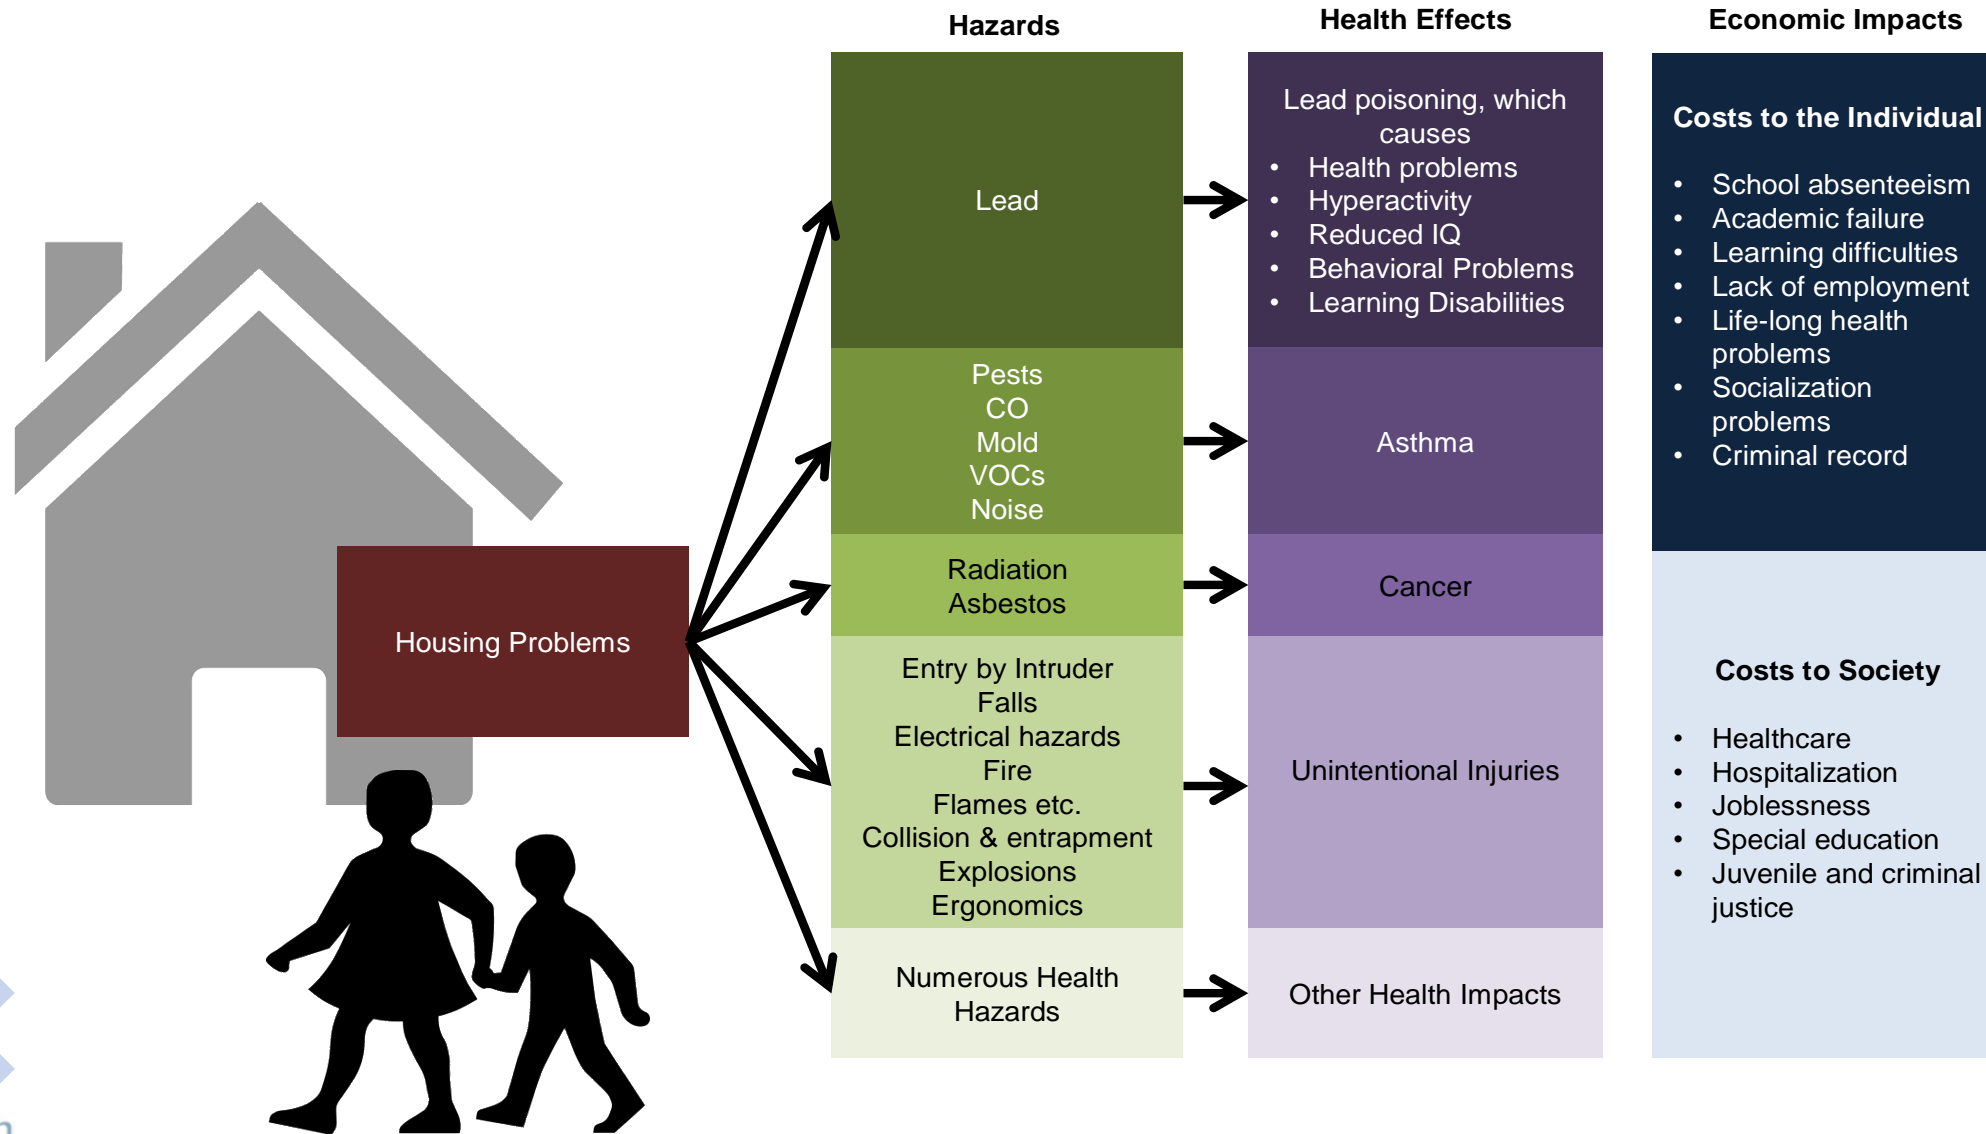 Hazards
Health Effects
Economic Impacts
Housing Problems
Lead
Pests
CO
Mold
VOCs
Noise
Radiation
Asbestos
Entry by Intruder
Falls
Electrical hazards
Fire
Flames etc.
Collision & entrapment
Explosions
Ergonomics
Numerous Health
Hazards
Lead poisoning, which
causes
• Health problems
• Hyperactivity
• Reduced IQ
• Behavioral Problems
• Learning Disabilities
Asthma
Cancer
Unintentional Injuries
Other Health Impacts
Costs to the Individual
• School absenteeism
• Academic failure
• Learning difficulties
• Lack of employment
• Life-long health
problems
• Socialization
problems
• Criminal record
Costs to Society
• Healthcare
• Hospitalization
• Joblessness
• Special education
• Juvenile and criminal
justice